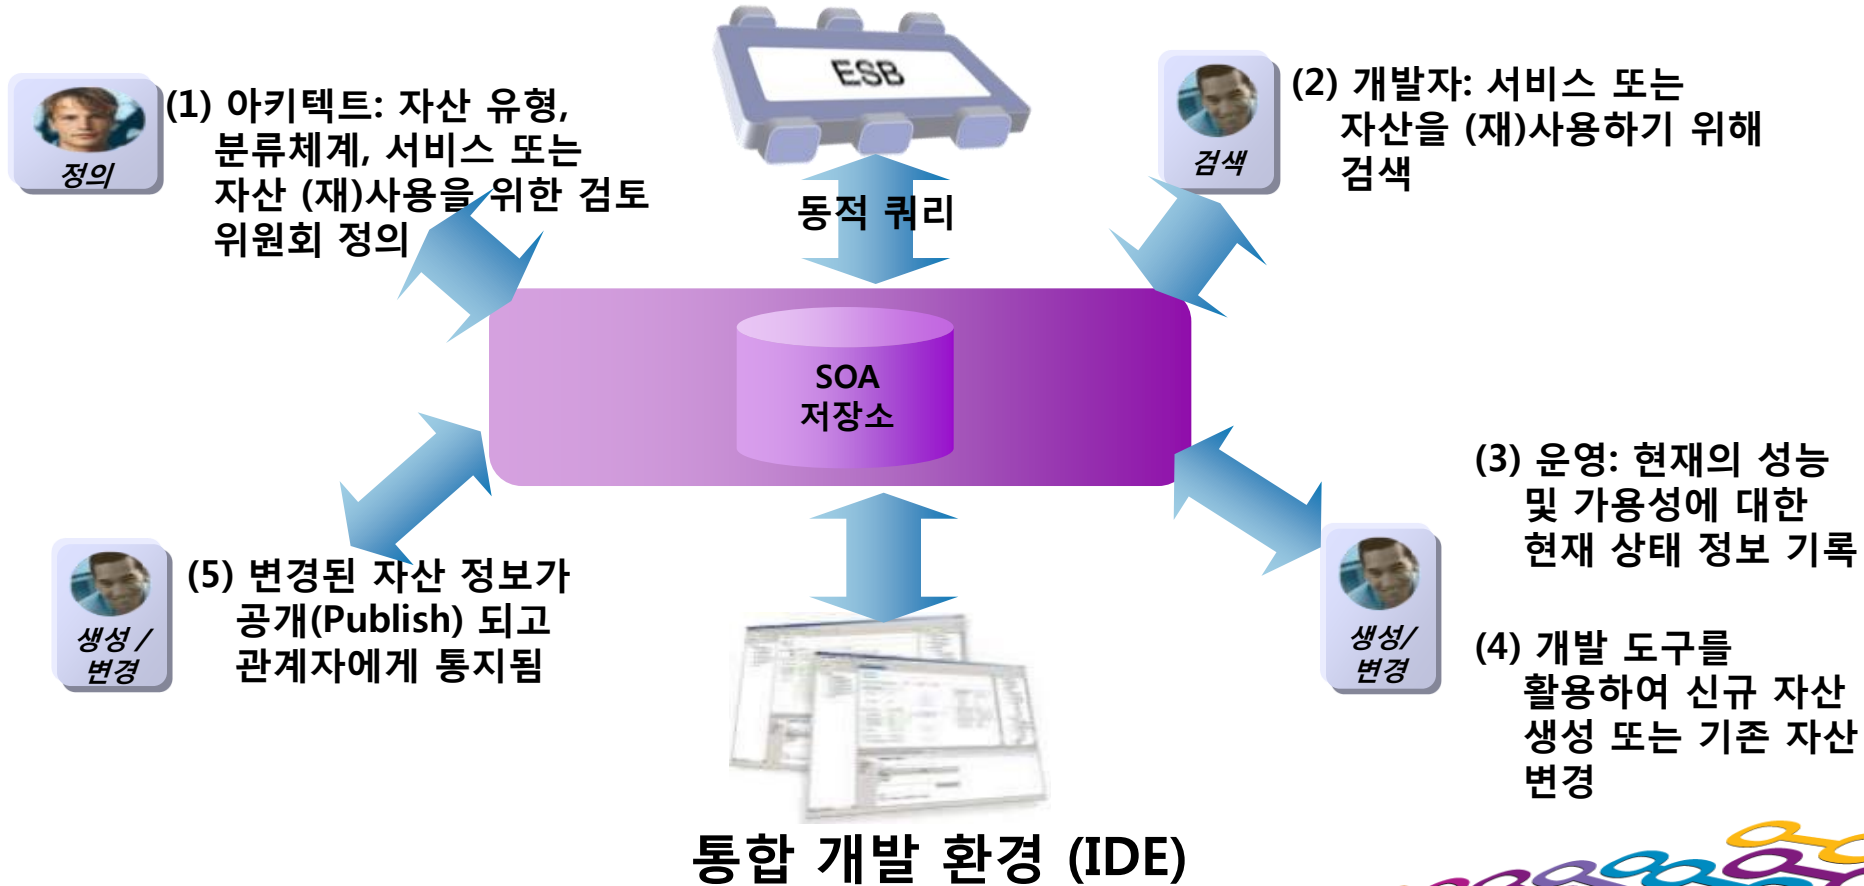 ESB
(1) 아키텍트: 자산 유형,
분류체계, 서비스 또는
자산 (재)사용을 위한 검토
위원회 정의
정의
동적 쿼리
(2) 개발자: 서비스 또는
자산을 (재)사용하기 위해
검색
검색
SOA
저장소
(3) 운영: 현재의 성능
및 가용성에 대한
현재 상태 정보 기록
(4) 개발 도구를
활용하여 신규 자산
생성 또는 기존 자산
변경
생성/
변경
(5) 변경된 자산 정보가
공개(Publish) 되고
관계자에게 통지됨
생성 /
변경
통합 개발 환경 (IDE)